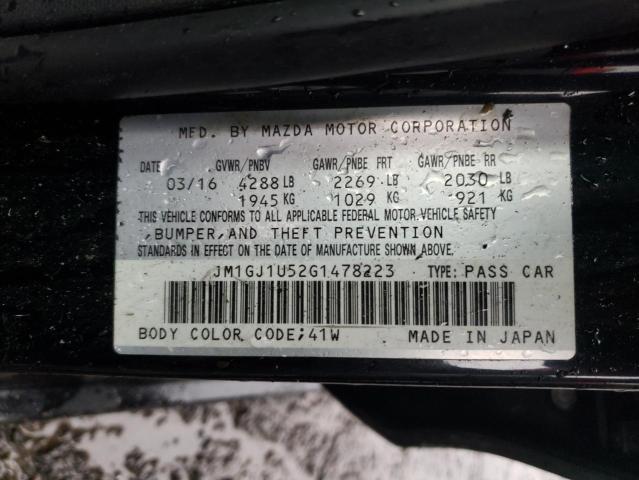 MFD. BY MAZDA MOTOR CORPORATION
DATE GVWR/PNBV GAWR/PNBE FRT GAWR/PNBE RR
03/16 4288 LB 2269 LB 2030 LB
1945 KG 1029 KG 921 KG
THIS VEHICLE CONFORMS TO ALL APPLICABLE FEDERAL MOTOR VEHICLE SAFETY
,BUMPER,AND THEFT PREVENTION
STANDARDS IN EFFECT ON THE DATE OF MANUFACTURE SHOWN ABOVE.
JM1GJ1U52G1478223 TYPE: PASS CAR
BODY COLOR CODE;41W MADE IN JAPAN